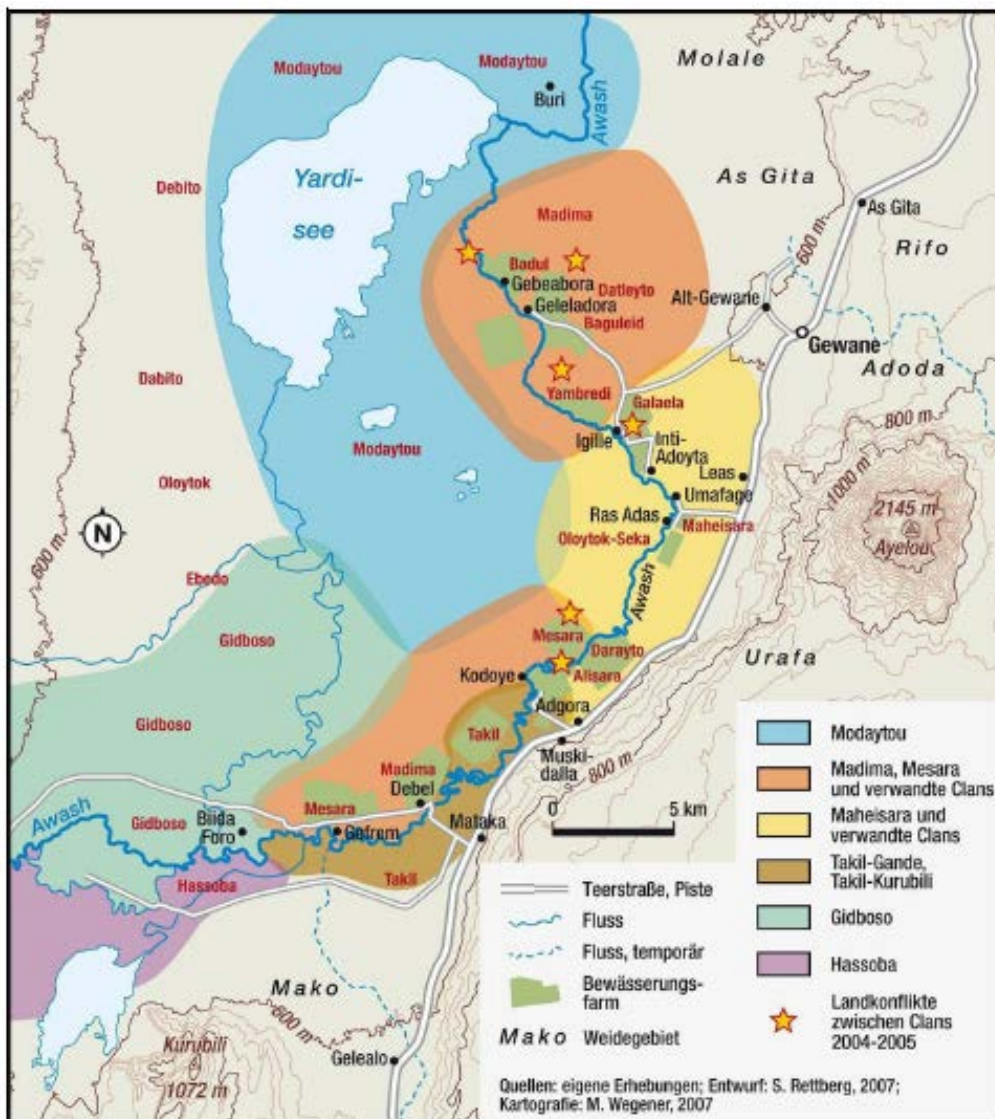 Modaytou
Modaytou
Molale
Buri
Awash
Yardi-
see
Debito
As Gita
As Gita
Madima
Rifo
600 m
Badul
Gebeabora
Datleyto
Geleladora
Baguleid
Alt-Gewane
Gewane
Adoda
Dabito
Yambredi
Galaela
800 m
Modaytou
Igille
Inti-
Adoyta
Leas
1000 m
Oloytok
Umafage
2145 m
Ayelou
N
Ras Adas
Maheisara
Oloytok-Seka
600 m
Ebedo
Awash
Gidboso
Mesara
Darayto
Urafa
Kodoye
Alisara
Gidboso
Adgora
Takil
Muski-
dalla
800 m
Madima
Debel
Mesara
0 5 km
Awash
Gidboso
Biida
Foro
Gefrem
Mataka
Hassoba
Takil
Mako
600 m
Kurubili
1072 m
Gelealo
Teerstraße, Piste
Fluss
Fluss, temporär
Bewässerungs-
farm
Mako Weidegebiet
Modaytou
Madima, Mesara
und verwandte Clans
Maheisara und
verwandte Clans
Takil-Gande,
Takil-Kurubili
Gidboso
Hassoba
Landkonflikte
zwischen Clans
2004-2005
Quellen: eigene Erhebungen; Entwurf: S. Rettberg, 2007;
Kartografie: M. Wegener, 2007